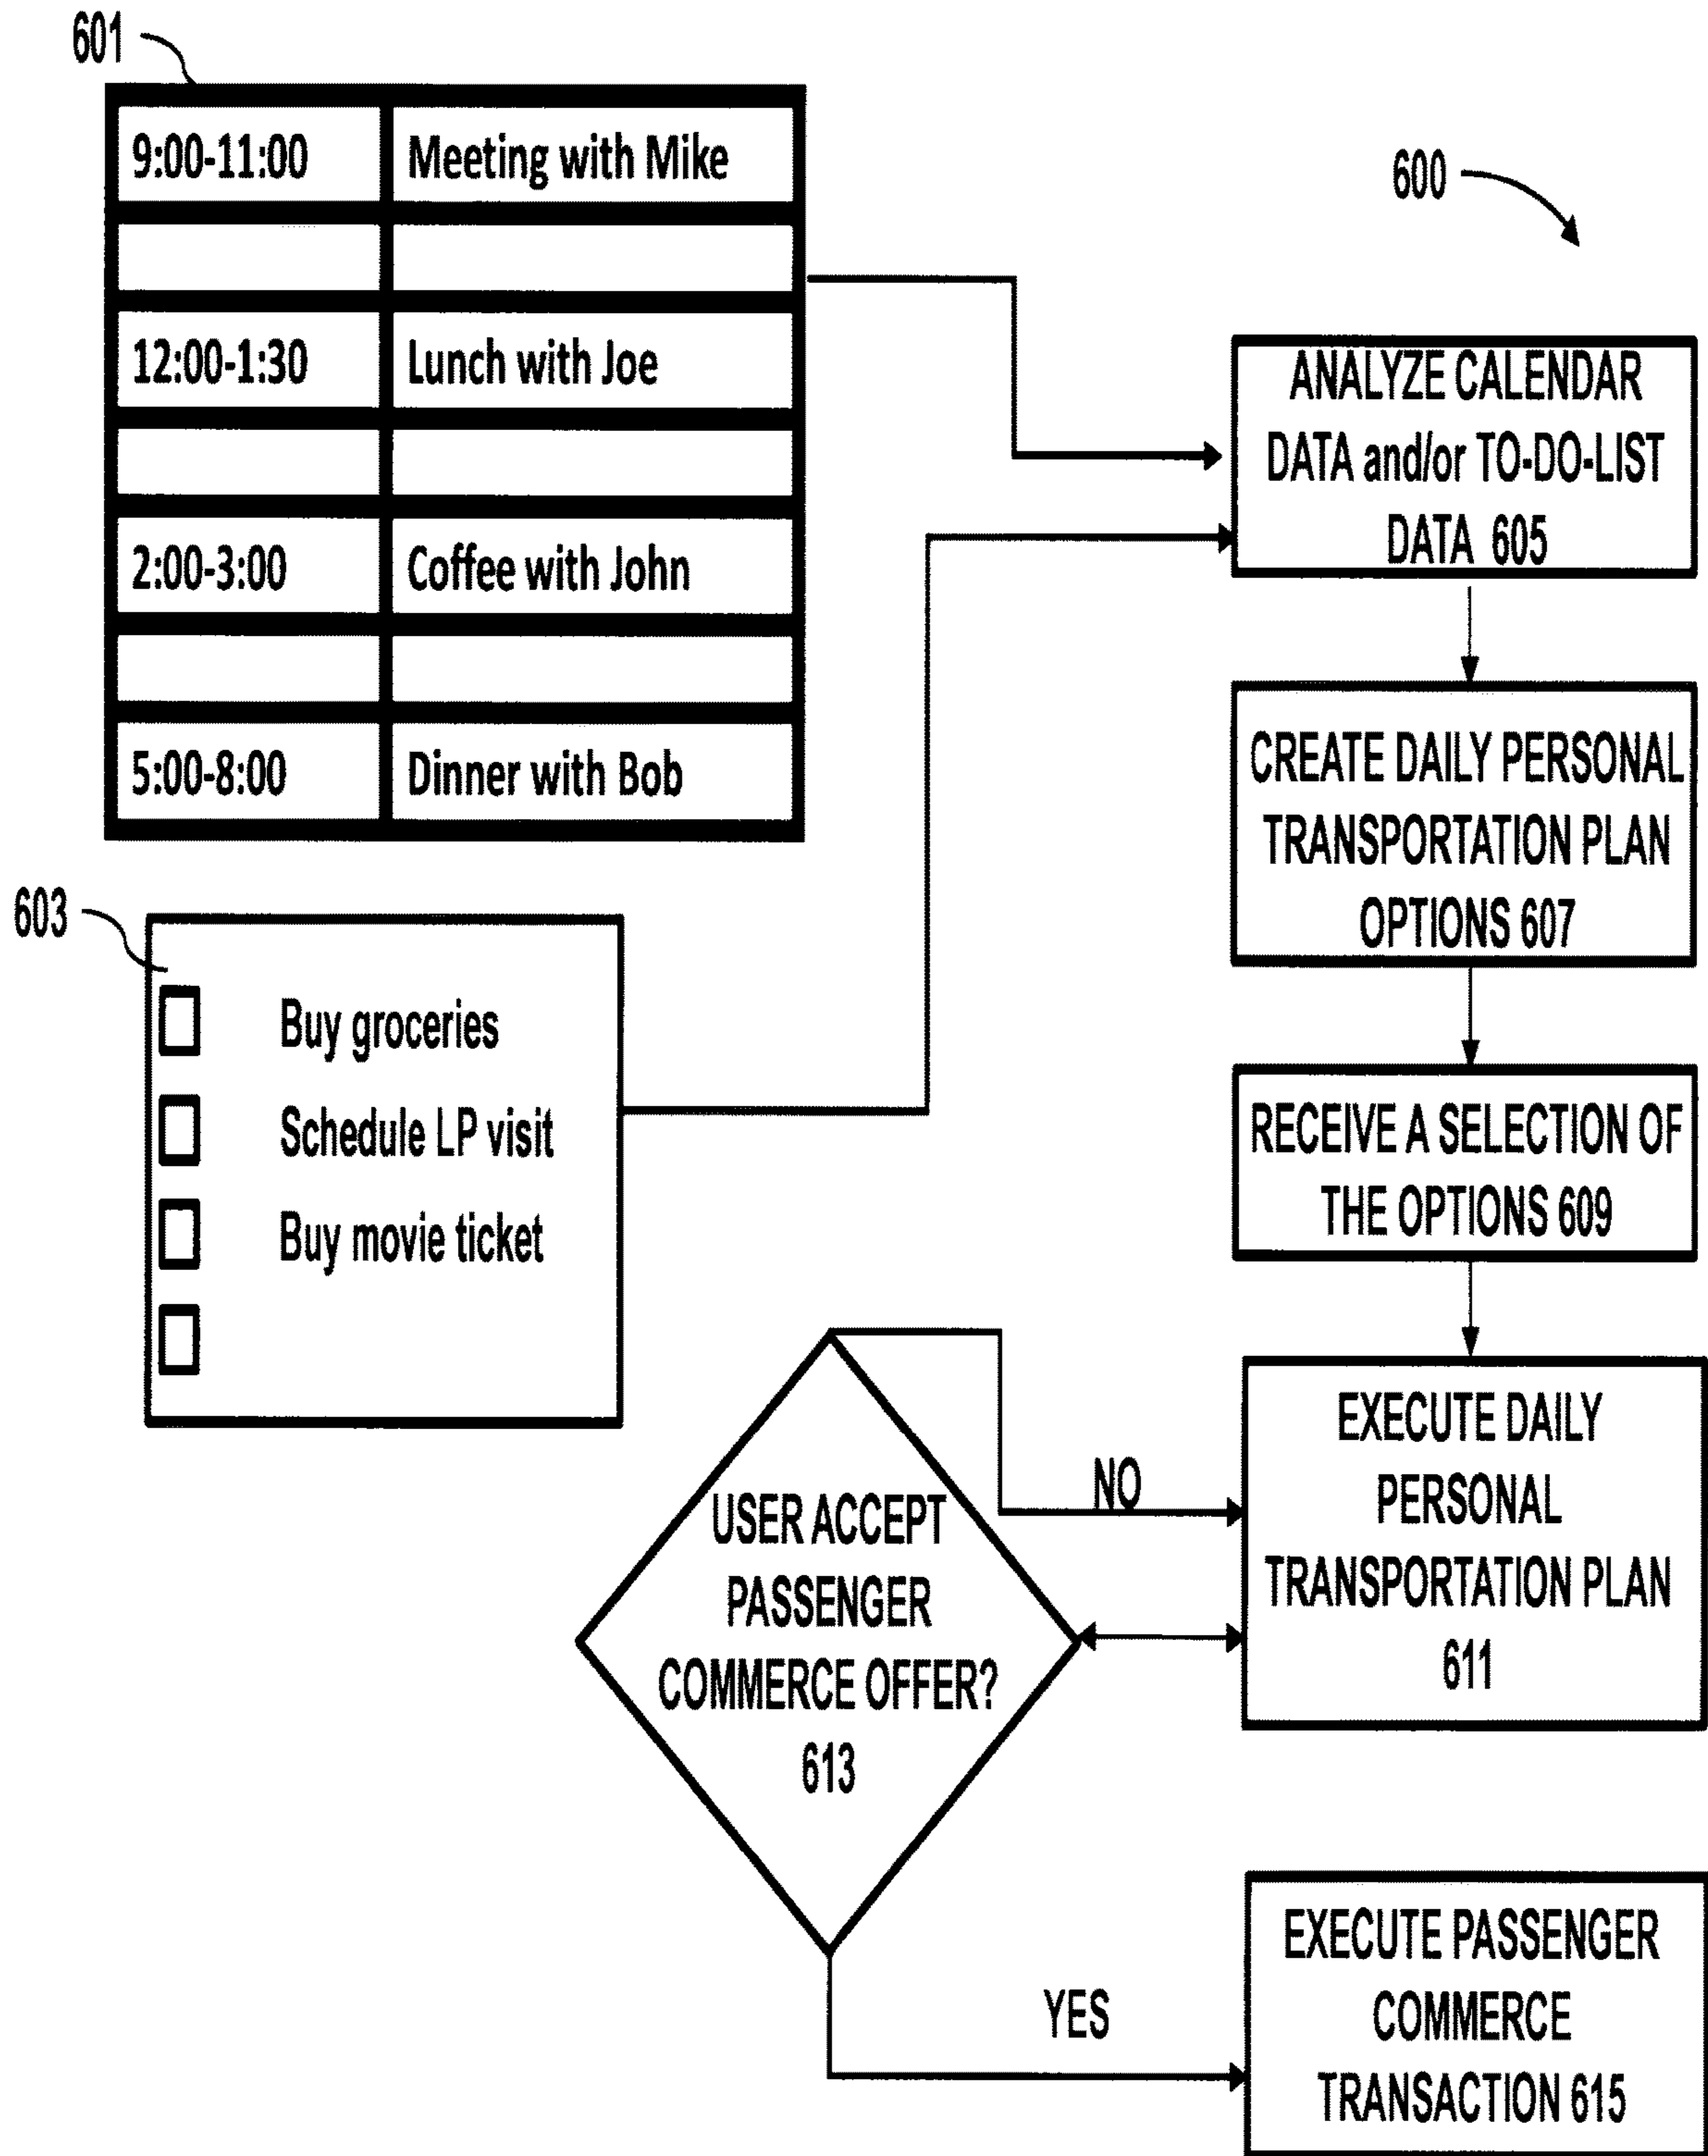 601
9:00-11:00 Meeting with Mike
12:00-1:30 Lunch with Joe
2:00-3:00 Coffee with John
5:00-8:00 Dinner with Bob
603
Buy groceries
Schedule LP visit
Buy movie ticket
600
ANALYZE CALENDAR
DATA and/or TO-DO-LIST
DATA 605
CREATE DAILY PERSONAL
TRANSPORTATION PLAN
OPTIONS 607
RECEIVE A SELECTION OF
THE OPTIONS 609
EXECUTE DAILY
PERSONAL
TRANSPORTATION PLAN
611
NO
USER ACCEPT
PASSENGER
COMMERCE OFFER?
613
YES
EXECUTE PASSENGER
COMMERCE
TRANSACTION 615